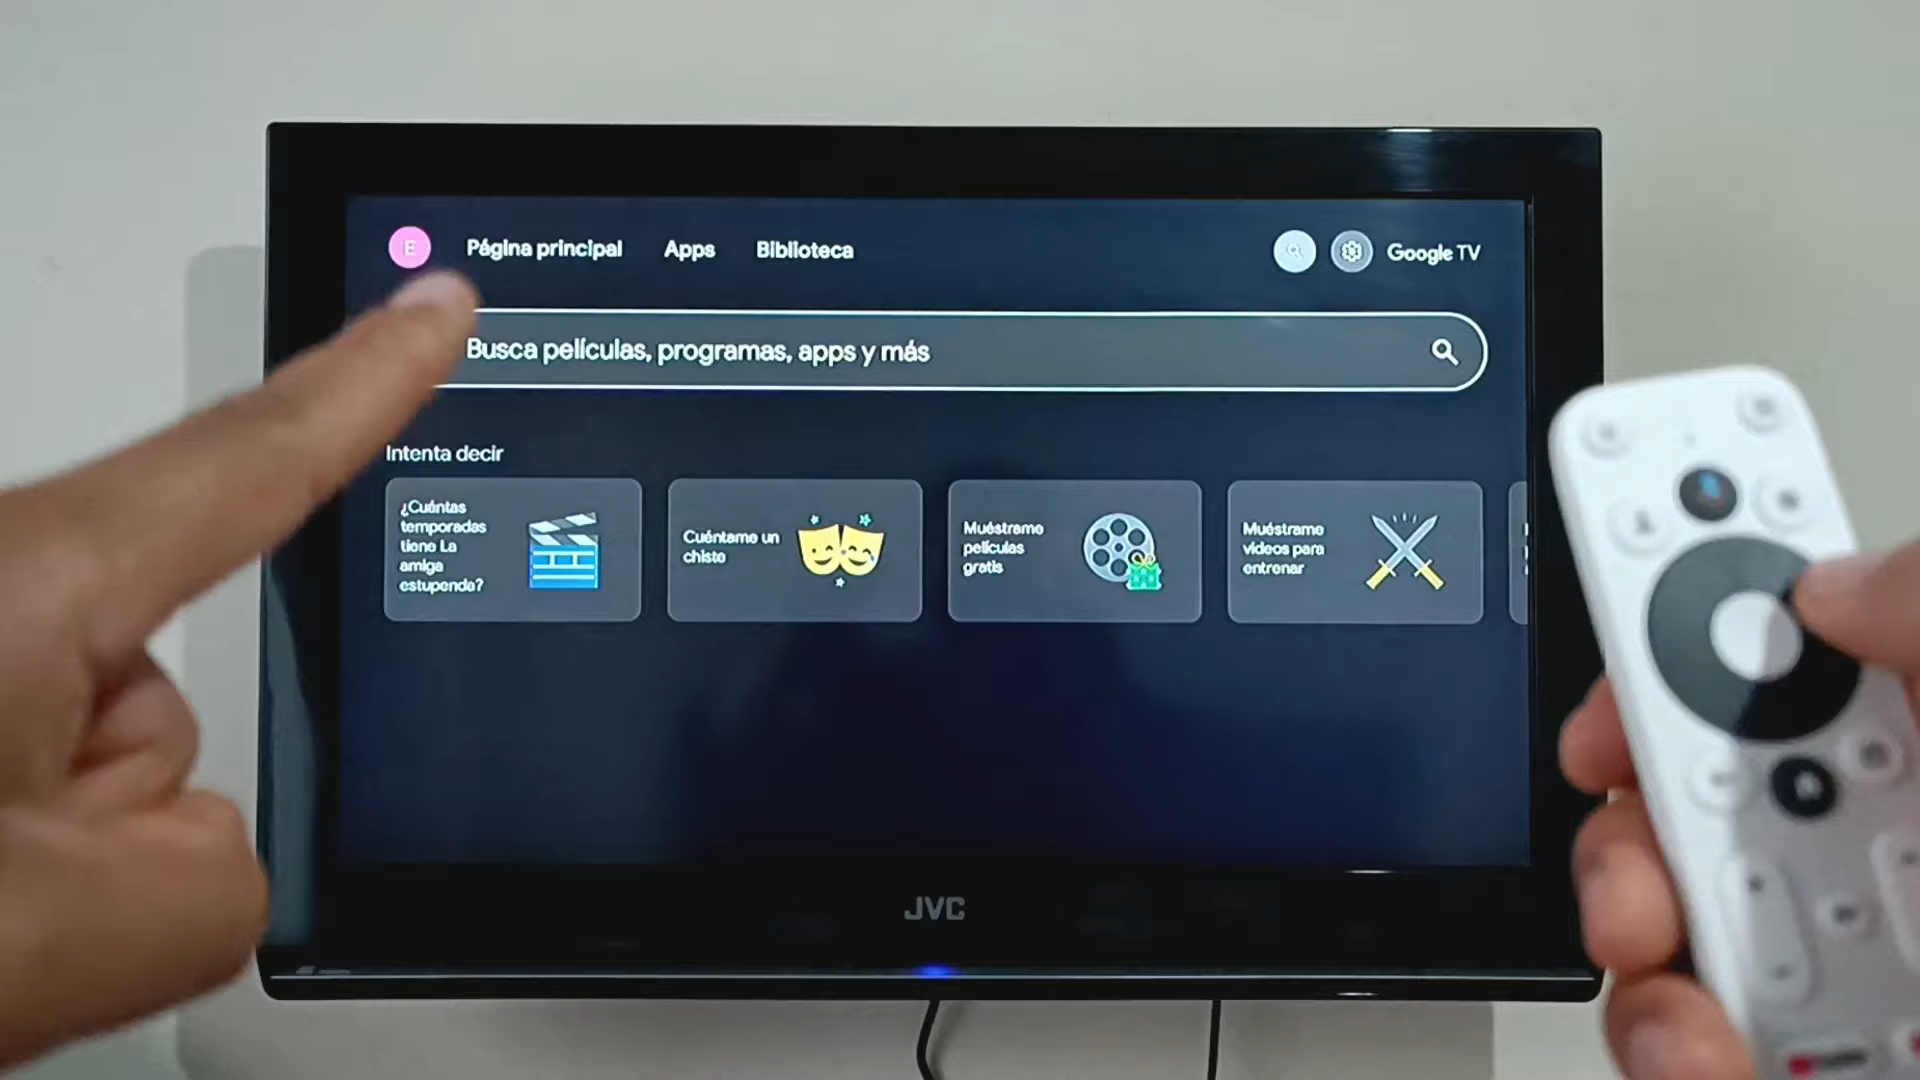 E
Página principal
Apps
Biblioteca
Google TV
Busca películas, programas, apps y más
Intenta decir
¿Cuántas
temporadas
tiene La
amiga
estupenda?
Cuéntame un
chiste
Muéstrame
películas
gratis
Muéstrame
vídeos para
entrenar
JVC